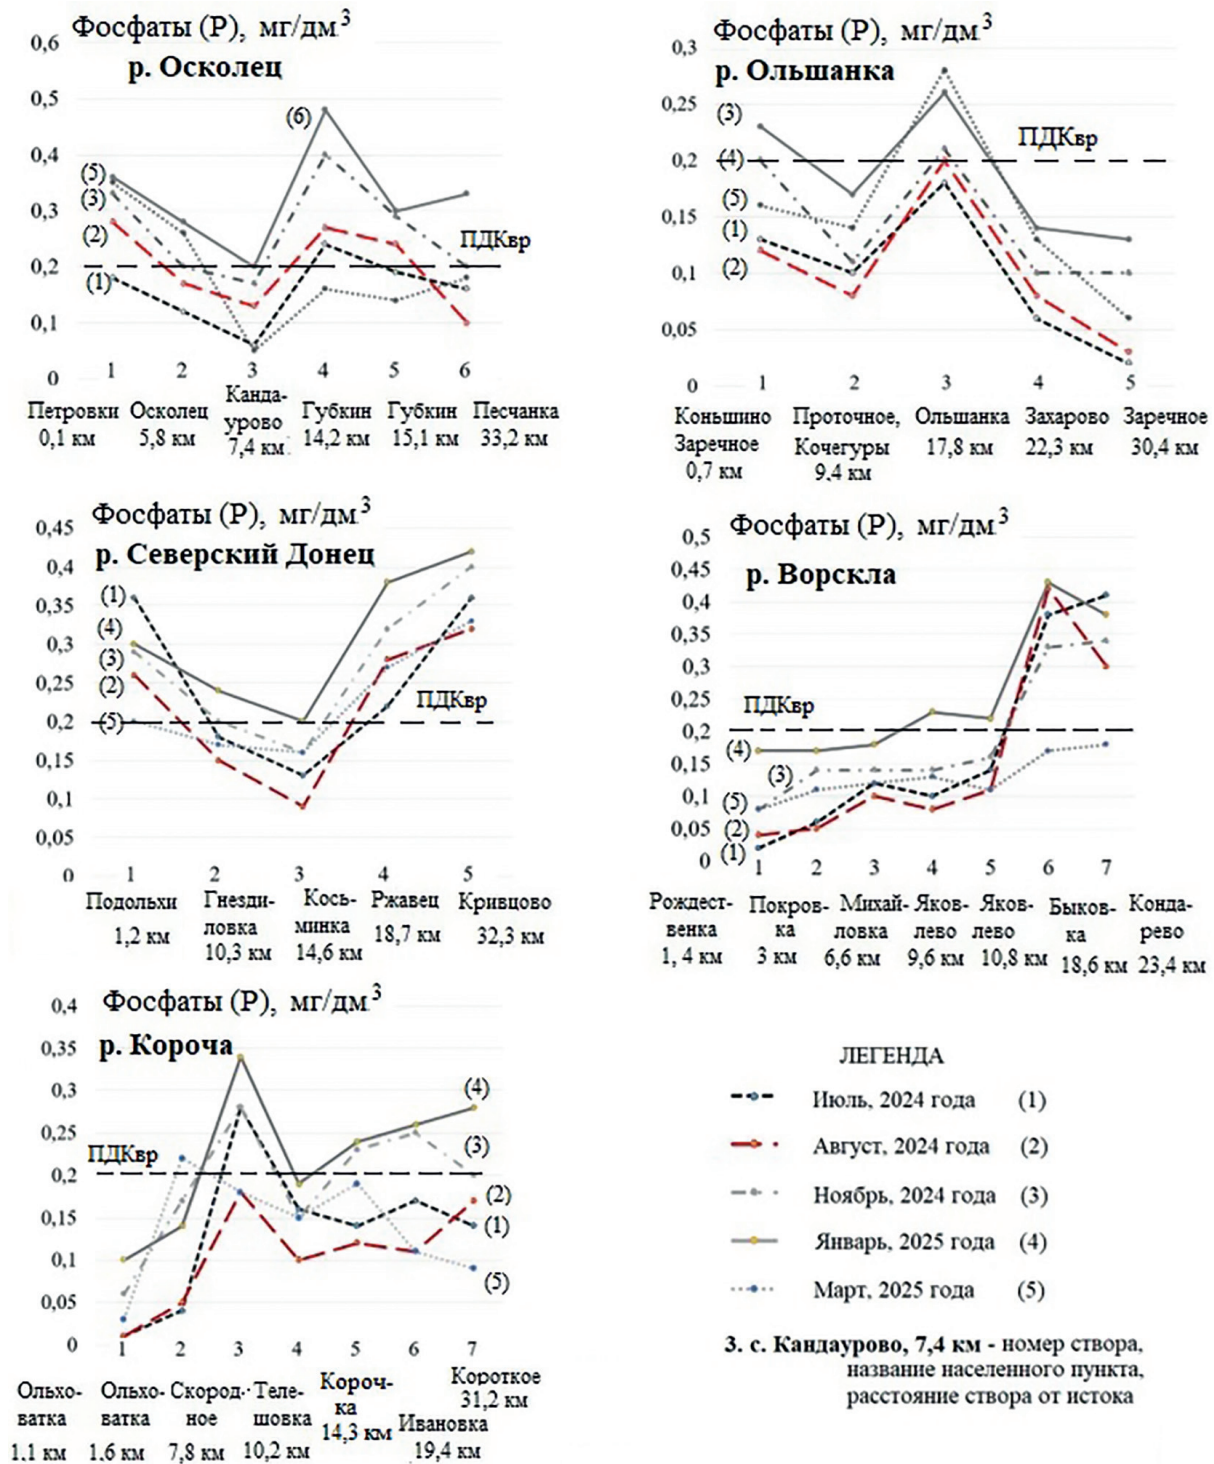 Фосфаты (Р), мг/дм.3
р. Осколец
0,6
0,5
0,4
0,3
0,2
0,1
0
(6)
(5)
(3)
(2)
(1)
ПДКвр
1 2 3 4 5 6
Петровки
0,1 км
Осколец
5,8 км
Канда-
урово
7,4 км
Губкин
14,2 км
Губкин
15,1 км
Песчанка
33,2 км
Фосфаты (Р), мг/дм.3
р. Ольшанка
0,3
0,25
0,2
0,15
0,1
0,05
0
(3)
(4)
(5)
(1)
(2)
ПДКвр
1 2 3 4 5
Коньшино
Заречное
0,7 км
Проточное,
Кочегуры
9,4 км
Ольшанка
17,8 км
Захарово
22,3 км
Заречное
30,4 км
Фосфаты (Р), мг/дм.3
р. Северский Донец
0,45
0,4
0,35
0,3
0,25
0,2
0,15
0,1
0,05
0
(1)
(4)
(3)
(2)
(5)
ПДКвр
1 2 3 4 5
Подольхи
1,2 км
Гнезди-
ловка
10,3 км
Кось-
минка
14,6 км
Ржавец
18,7 км
Кривцово
32,3 км
Фосфаты (Р), мг/дм.3
р. Ворскла
0,5
0,45
0,4
0,35
0,3
0,25
0,2
0,15
0,1
0,05
0
ПДКвр
(4)
(3)
(5)
(2)
(1)
1 2 3 4 5 6 7
Рождест-
венка
1, 4 км
Покров-
ка
3 км
Михай-
ловка
6,6 км
Яков-
лево
9,6 км
Яков-
лево
10,8 км
Быков-
ка
18,6 км
Конда-
рево
23,4 км
Фосфаты (Р), мг/дм.3
р. Короча
0,4
0,35
0,3
0,25
0,2
0,15
0,1
0,05
0
ПДКвр
(4)
(3)
(2)
(1)
(5)
1 2 3 4 5 6 7
Ольхо-
ватка
1,1 км
Ольхо-
ватка
1,6 км
Скород-
ное
7,8 км
Теле-
шовка
10,2 км
Короч-
ка
14,3 км
Ивановка
19,4 км
Короткое
31,2 км
ЛЕГЕНДА
Июль, 2024 года (1)
Август, 2024 года (2)
Ноябрь, 2024 года (3)
Январь, 2025 года (4)
Март, 2025 года (5)
3. с. Кандаурово, 7,4 км - номер створа,
название населенного пункта,
расстояние створа от истока